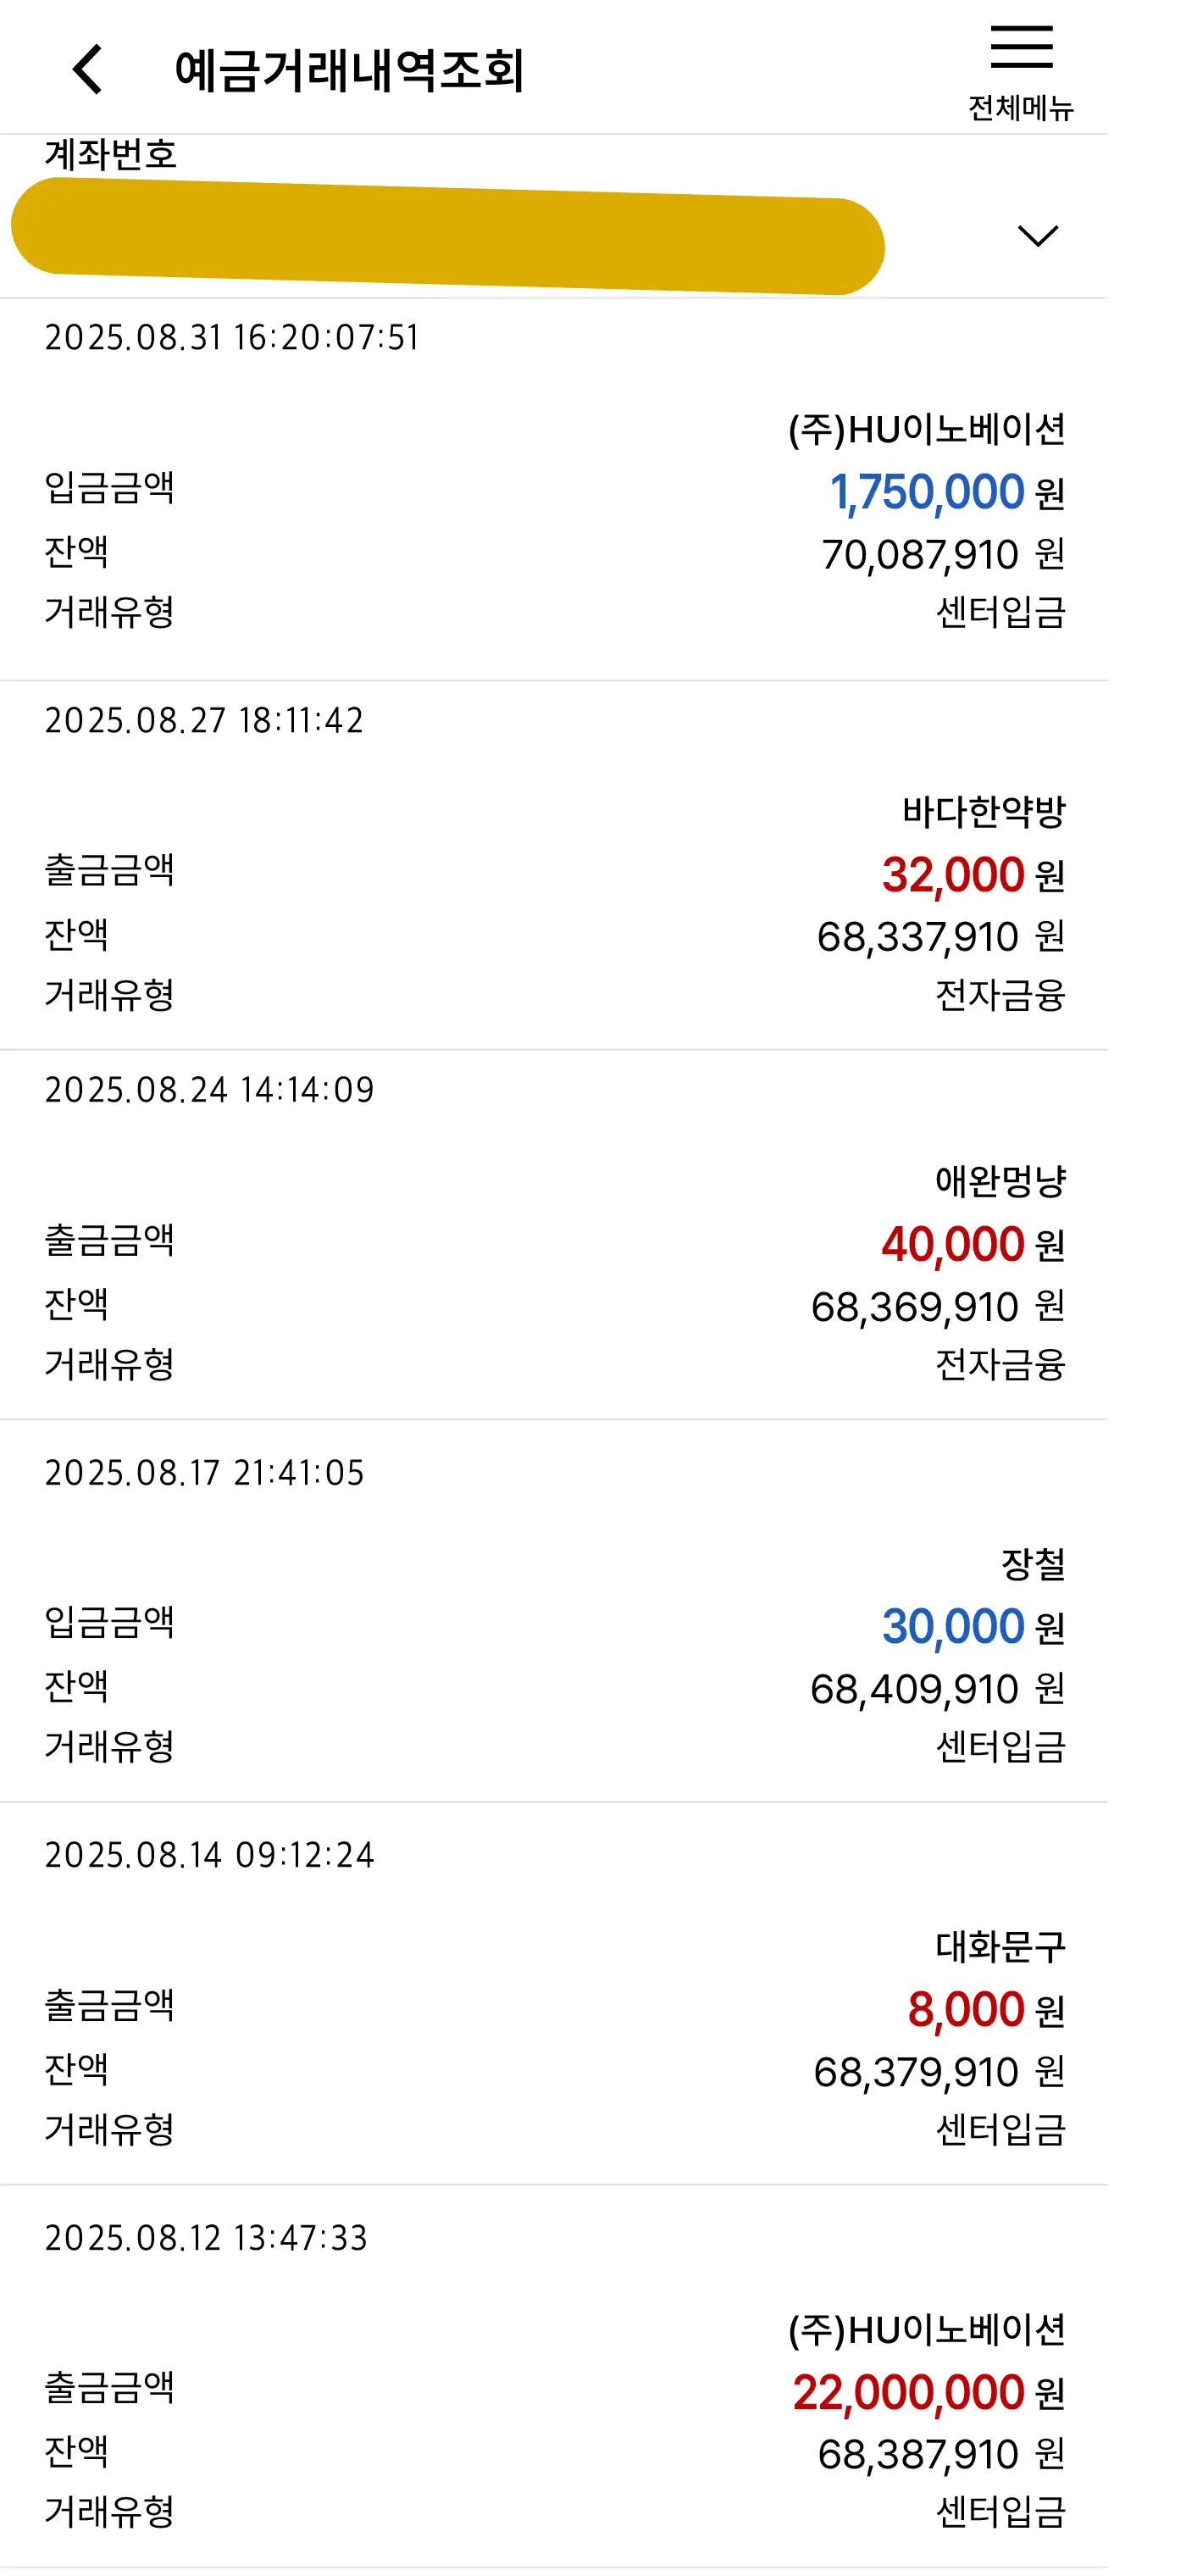 예금거래내역조회
전체메뉴
계좌번호
2025.08.31 16:20:07:51
(주)HU이노베이션
입금금액 1,750,000 원
잔액 70,087,910 원
거래유형 센터입금
2025.08.27 18:11:42
바다한약방
출금금액 32,000 원
잔액 68,337,910 원
거래유형 전자금융
2025.08.24 14:14:09
애완멍냥
출금금액 40,000 원
잔액 68,369,910 원
거래유형 전자금융
2025.08.17 21:41:05
장철
입금금액 30,000 원
잔액 68,409,910 원
거래유형 센터입금
2025.08.14 09:12:24
대화문구
출금금액 8,000 원
잔액 68,379,910 원
거래유형 센터입금
2025.08.12 13:47:33
(주)HU이노베이션
출금금액 22,000,000 원
잔액 68,387,910 원
거래유형 센터입금